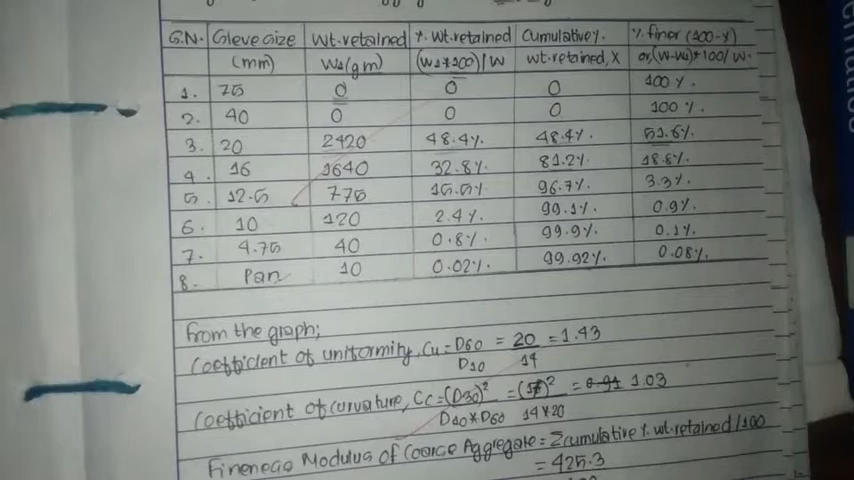 S.N. Sieve size Wt. retained %. wt. retained Cumulative %. %. finer (100-x)
(mm) W1(gm) (W1*100)/W wt. retained, X or, (W-W1)*100/W.
1. 75 0 0 0 100 %.
2. 40 0 0 0 100 %.
3. 20 2420 48.4%. 48.4%. 51.6%.
4. 16 1640 32.8%. 81.2%. 18.8%.
5. 12.5 775 15.5%. 96.7%. 3.3%.
6. 10 120 2.4%. 99.1%. 0.9%.
7. 4.75 40 0.8%. 99.9%. 0.1%.
8. Pan 10 0.02%. 99.92%. 0.08%.
from the graph;
Coefficient of uniformity, Cu = D60 = 20 = 1.43
D10 14
Coefficient of curvature, Cc = (D30)² = (17)² = 0.91 1.03
D10*D60 14*20
Fineness Modulus of Coarse Aggregate = Σcumulative %. wt. retained/100
= 425.3